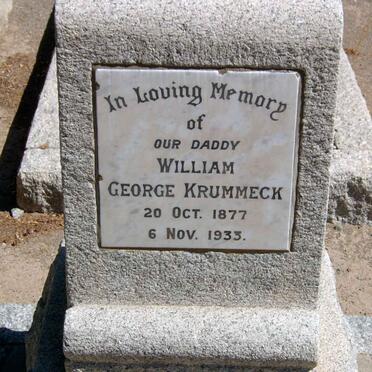 In Loving Memory
of
OUR DADDY
WILLIAM
GEORGE KRUMMECK
20 OCT. 1877
6 NOV. 1933.